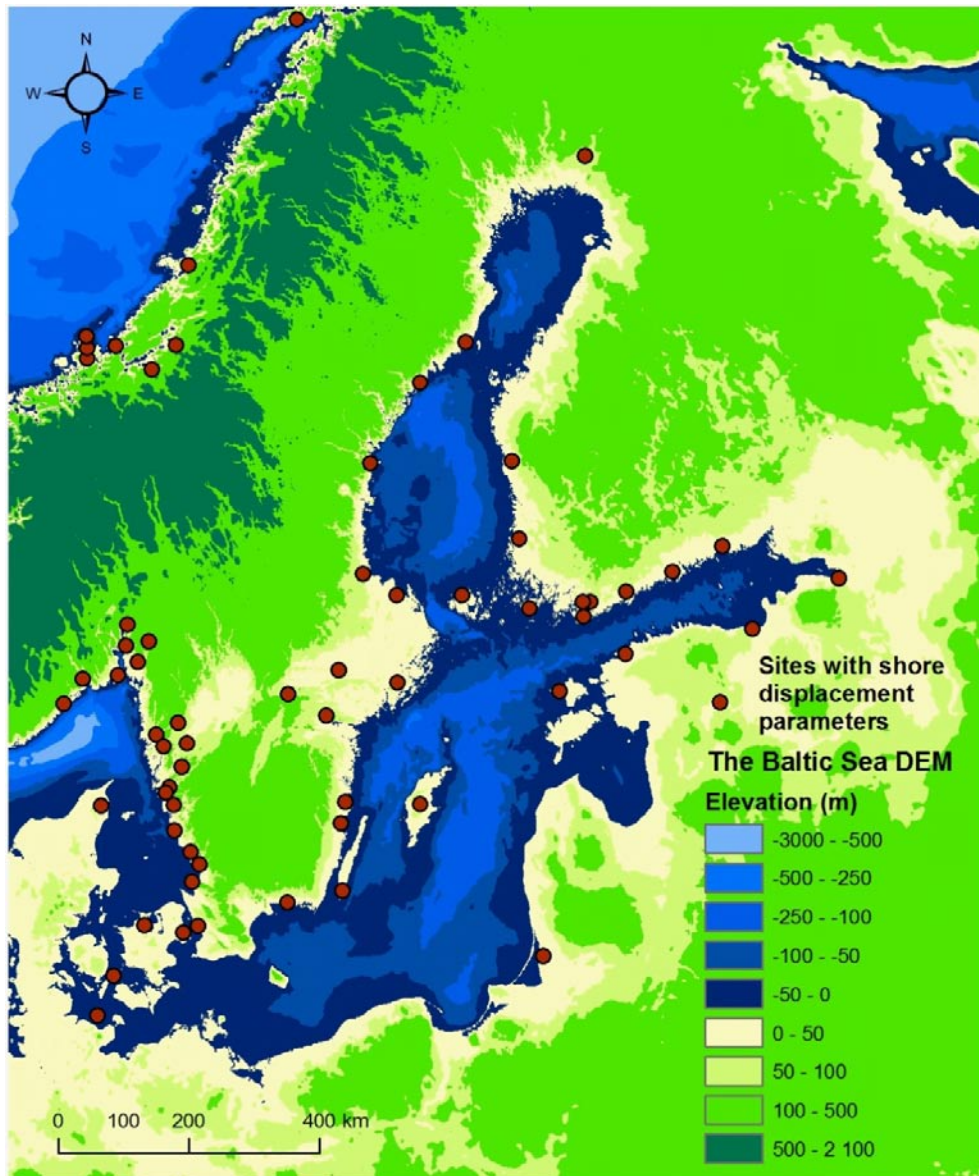 N
W E
S
Sites with shore
displacement
parameters
The Baltic Sea DEM
Elevation (m)
-3000 - -500
-500 - -250
-250 - -100
-100 - -50
-50 - 0
0 - 50
50 - 100
100 - 500
500 - 2 100
0 100 200 400 km